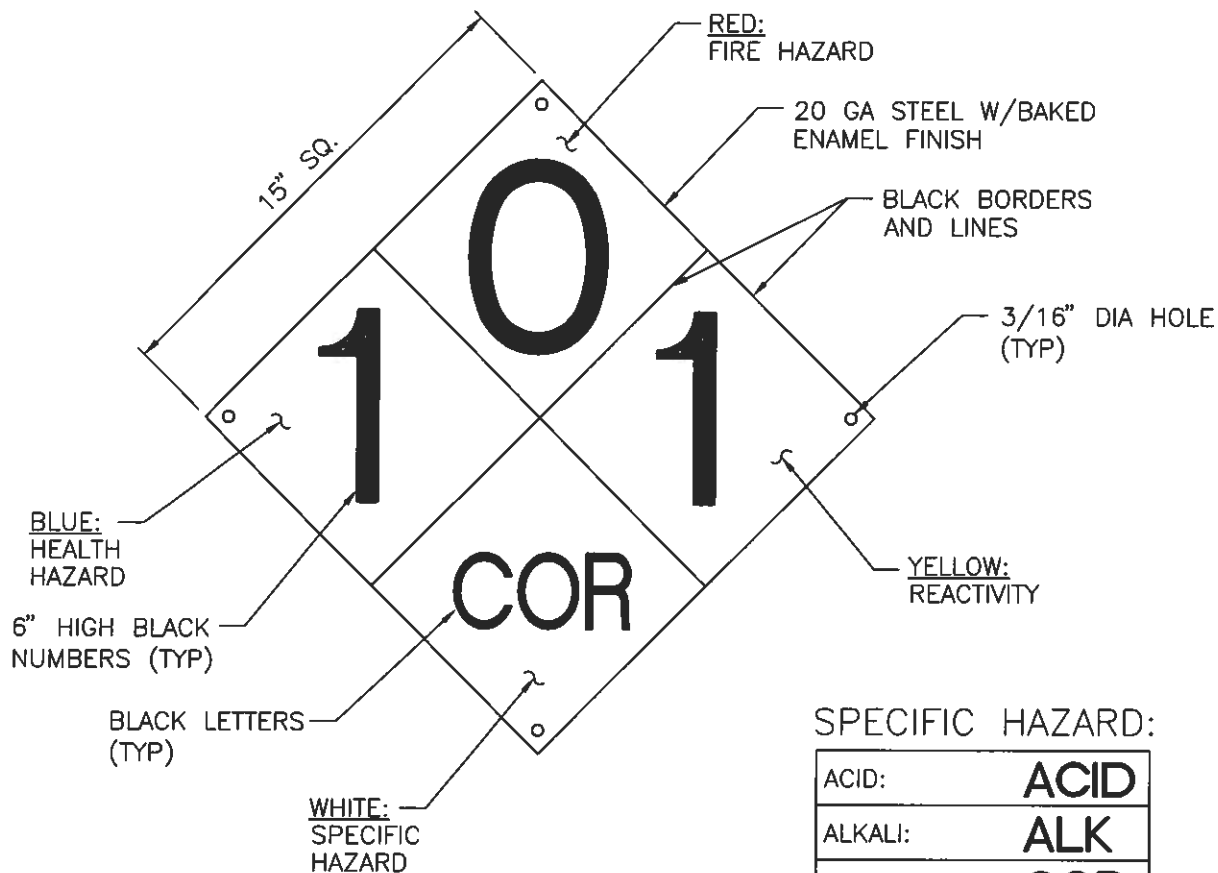 RED:
FIRE HAZARD
20 GA STEEL W/BAKED
ENAMEL FINISH
15" SQ.
BLACK BORDERS
AND LINES
0
3/16" DIA HOLE
(TYP)
1
1
BLUE:
HEALTH
HAZARD
YELLOW:
REACTIVITY
COR
6" HIGH BLACK
NUMBERS (TYP)
BLACK LETTERS
(TYP)
WHITE:
SPECIFIC
HAZARD
SPECIFIC HAZARD:
ACID: ACID
ALKALI: ALK